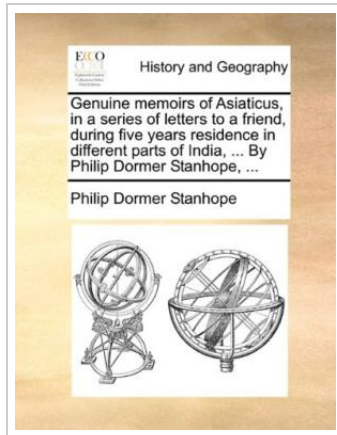 ECCO
History and Geography
Genuine memoirs of Asiaticus,
in a series of letters to a friend,
during five years residence in
different parts of India, ... By
Philip Dormer Stanhope, ...
Philip Dormer Stanhope